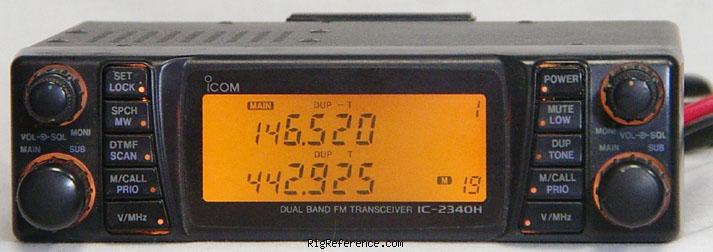 ICOM
SET
LOCK
SPCH
MW
DTMF
SCAN
M/CALL
PRIO
V/MHz
VOL-SQL
MONI
MAIN
SUB
MAIN DUP -T 1
146.520
DUP -T
442.925 M 19
DUAL BAND FM TRANSCEIVER IC-2340H
POWER
MUTE
LOW
DUP
TONE
M/CALL
PRIO
V/MHz
MONI
VOL-SQL
MAIN
SUB
RigReference.com